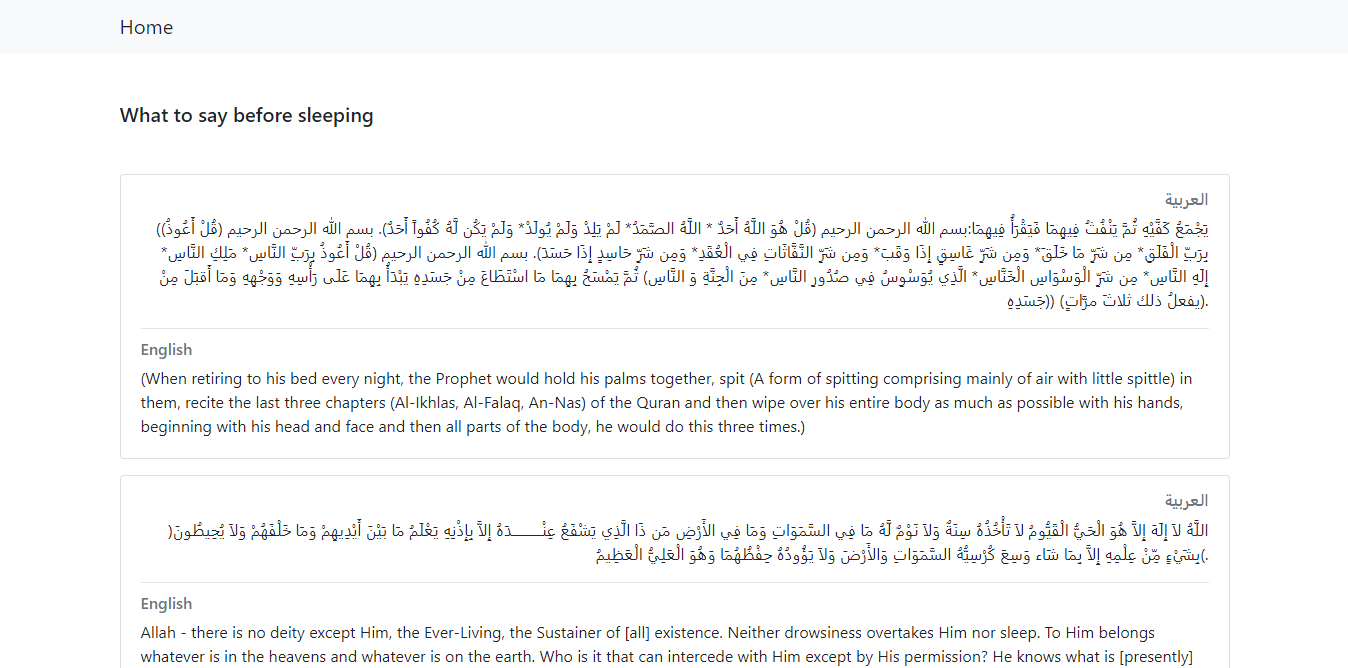 Home
What to say before sleeping
العربية
((يَجْمَعُ كَفَّيْهِ ثُمَّ يَنْفُثُ فِيهِمَا فَيَقْرَأُ فِيهِمَا:بسم الله الرحمن الرحيم (قُلْ هُوَ اللَّهُ أَحَدٌ * اللَّهُ الصَّمَدُ* لَمْ يَلِدْ وَلَمْ يُولَدْ* وَلَمْ يَكُن لَّهُ كُفُواً أَحَدٌ). بسم الله الرحمن الرحيم (قُلْ أَعُوذُ
بِرَبِّ الْفَلَقِ* مِن شَرِّ مَا خَلَقَ* وَمِن شَرِّ غَاسِقٍ إِذَا وَقَبَ* وَمِن شَرِّ النَّفَّاثَاتِ فِي الْعُقَدِ* وَمِن شَرِّ حَاسِدٍ إِذَا حَسَدَ). بسم الله الرحمن الرحيم (قُلْ أَعُوذُ بِرَبِّ النَّاسِ* مَلِكِ النَّاسِ*
إِلَهِ النَّاسِ* مِن شَرِّ الْوَسْوَاسِ الْخَنَّاسِ* الَّذِي يُوَسْوِسُ فِي صُدُورِ النَّاسِ* مِنَ الْجِنَّةِ وَ النَّاسِ) ثُمَّ يَمْسَحُ بِهِمَا مَا اسْتَطَاعَ مِنْ جَسَدِهِ يَبْدَأُ بِهِمَا عَلَى رَأْسِهِ وَوَجْهِهِ وَمَا أَقبَلَ مِنْ
جَسَدِهِ)) (يفعلُ ذلك ثلاثَ مرَّاتٍ).
English
(When retiring to his bed every night, the Prophet would hold his palms together, spit (A form of spitting comprising mainly of air with little spittle) in
them, recite the last three chapters (Al-Ikhlas, Al-Falaq, An-Nas) of the Quran and then wipe over his entire body as much as possible with his hands,
beginning with his head and face and then all parts of the body, he would do this three times.)
العربية
(اللَّهُ لاَ إِلَهَ إِلاَّ هُوَ الْحَيُّ الْقَيُّومُ لاَ تَأْخُذُهُ سِنَةٌ وَلاَ نَوْمٌ لَّهُ مَا فِي السَّمَوَاتِ وَمَا فِي الأَرْضِ مَن ذَا الَّذِي يَشْفَعُ عِنْــــــدَهُ إِلاَّ بِإِذْنِهِ يَعْلَمُ مَا بَيْنَ أَيْدِيهِمْ وَمَا خَلْفَهُمْ وَلاَ يُحِيطُونَ
بِشَيْءٍ مِّنْ عِلْمِهِ إِلاَّ بِمَا شَاء وَسِعَ كُرْسِيُّهُ السَّمَوَاتِ وَالأَرْضَ وَلاَ يَؤُودُهُ حِفْظُهُمَا وَهُوَ الْعَلِيُّ الْعَظِيمُ).
English
Allah - there is no deity except Him, the Ever-Living, the Sustainer of [all] existence. Neither drowsiness overtakes Him nor sleep. To Him belongs
whatever is in the heavens and whatever is on the earth. Who is it that can intercede with Him except by His permission? He knows what is [presently]